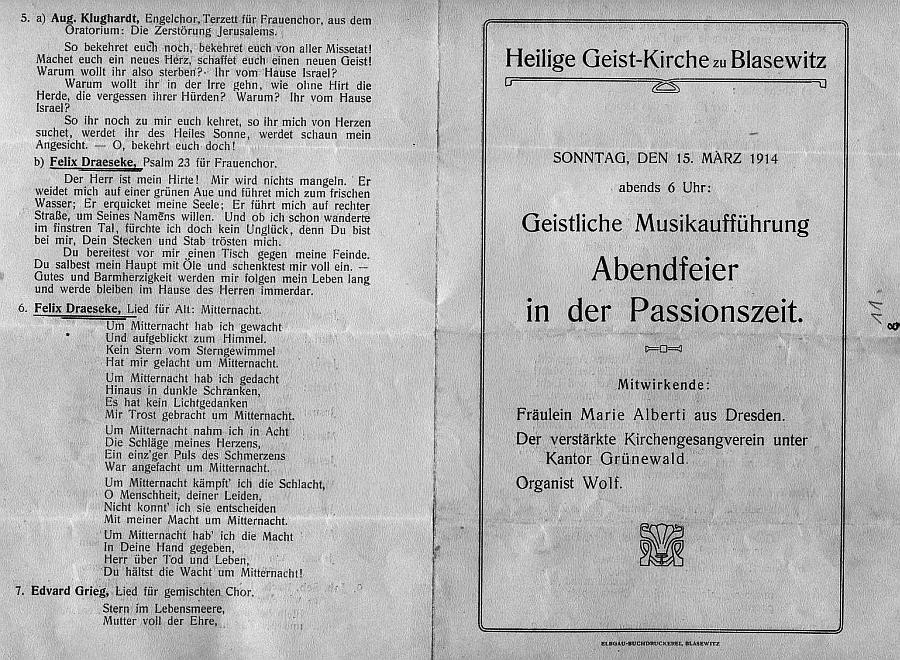 5. a) Aug. Klughardt, Engelchor, Terzett für Frauenchor, aus dem
Oratorium: Die Zerstörung Jerusalems.
So bekehret euch noch, bekehret euch von aller Missetat!
Machet euch ein neues Herz, schaffet euch einen neuen Geist!
Warum wollt ihr also sterben? Ihr vom Hause Israel?
Warum wollt ihr in der Irre gehn, wie ohne Hirt die
Herde, die vergessen ihrer Hürden? Warum? Ihr vom Hause
Israel?
So ihr noch zu mir euch kehret, so ihr mich von Herzen
suchet, werdet ihr des Heiles Sonne, werdet schaun mein
Angesicht. — O, bekehrt euch doch!
b) Felix Draeseke, Psalm 23 für Frauenchor.
Der Herr ist mein Hirte! Mir wird nichts mangeln. Er
weidet mich auf einer grünen Aue und führet mich zum frischen
Wasser; Er erquicket meine Seele; Er führt mich auf rechter
Straße, um Seines Namens willen. Und ob ich schon wanderte
im finstren Tal, fürchte ich doch kein Unglück, denn Du bist
bei mir, Dein Stecken und Stab trösten mich.
Du bereitest vor mir einen Tisch gegen meine Feinde.
Du salbest mein Haupt mit Öle und schenktest mir voll ein. —
Gutes und Barmherzigkeit werden mir folgen mein Leben lang
und werde bleiben im Hause des Herren immerdar.
6. Felix Draeseke, Lied für Alt: Mitternacht.
Um Mitternacht hab ich gewacht
Und aufgeblickt zum Himmel.
Kein Stern vom Sterngewimmel
Hat mir gelacht um Mitternacht.
Um Mitternacht hab ich gedacht
Hinaus in dunkle Schranken,
Es hat kein Lichtgedanken
Mir Trost gebracht um Mitternacht.
Um Mitternacht nahm ich in Acht
Die Schläge meines Herzens,
Ein einz'ger Puls des Schmerzens
War angefacht um Mitternacht.
Um Mitternacht kämpft' ich die Schlacht,
O Menschheit, deiner Leiden,
Nicht konnt' ich sie entscheiden
Mit meiner Macht um Mitternacht.
Um Mitternacht hab' ich die Macht
In Deine Hand gegeben,
Herr über Tod und Leben,
Du hältst die Wacht um Mitternacht!
7. Edvard Grieg, Lied für gemischten Chor.
Stern im Lebensmeere,
Mutter voll der Ehre,
Heilige Geist-Kirche zu Blasewitz
SONNTAG, DEN 15. MÄRZ 1914
abends 6 Uhr:
Geistliche Musikaufführung
Abendfeier
in der Passionszeit.
Mitwirkende:
Fräulein Marie Alberti aus Dresden.
Der verstärkte Kirchengesangverein unter
Kantor Grünewald.
Organist Wolf.
ELBGAU-BUCHDRUCKEREI, BLASEWITZ
11.
8